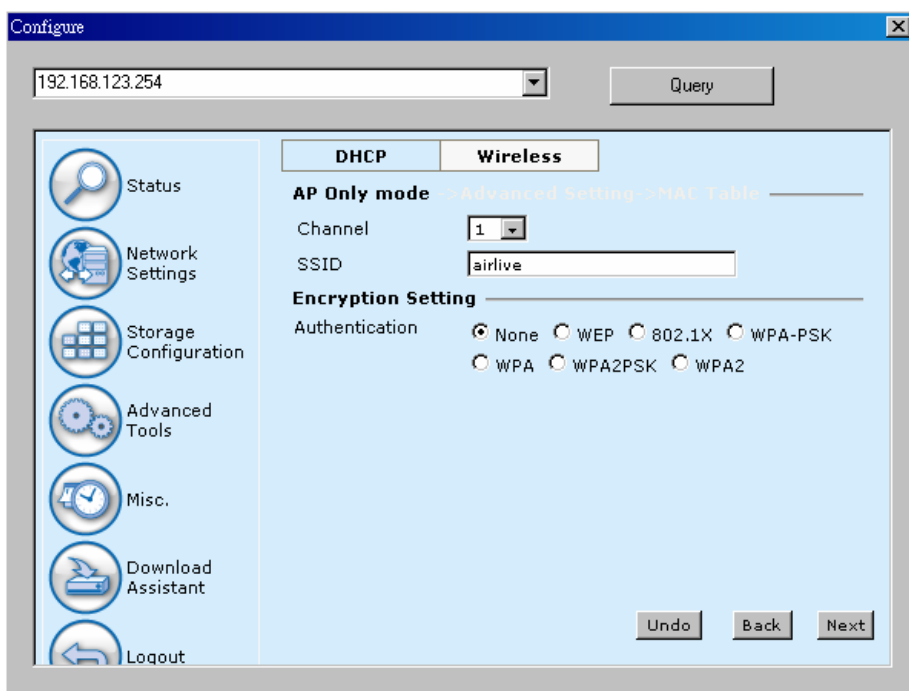 Configure
192.168.123.254
Query
DHCP Wireless
Status
Network
Settings
Storage
Configuration
Advanced
Tools
Misc.
Download
Assistant
Logout
AP Only mode ->Advanced Setting->MAC Table
Channel 1
SSID airlive
Encryption Setting
Authentication None WEP 802.1X WPA-PSK
WPA WPA2PSK WPA2
Undo Back Next